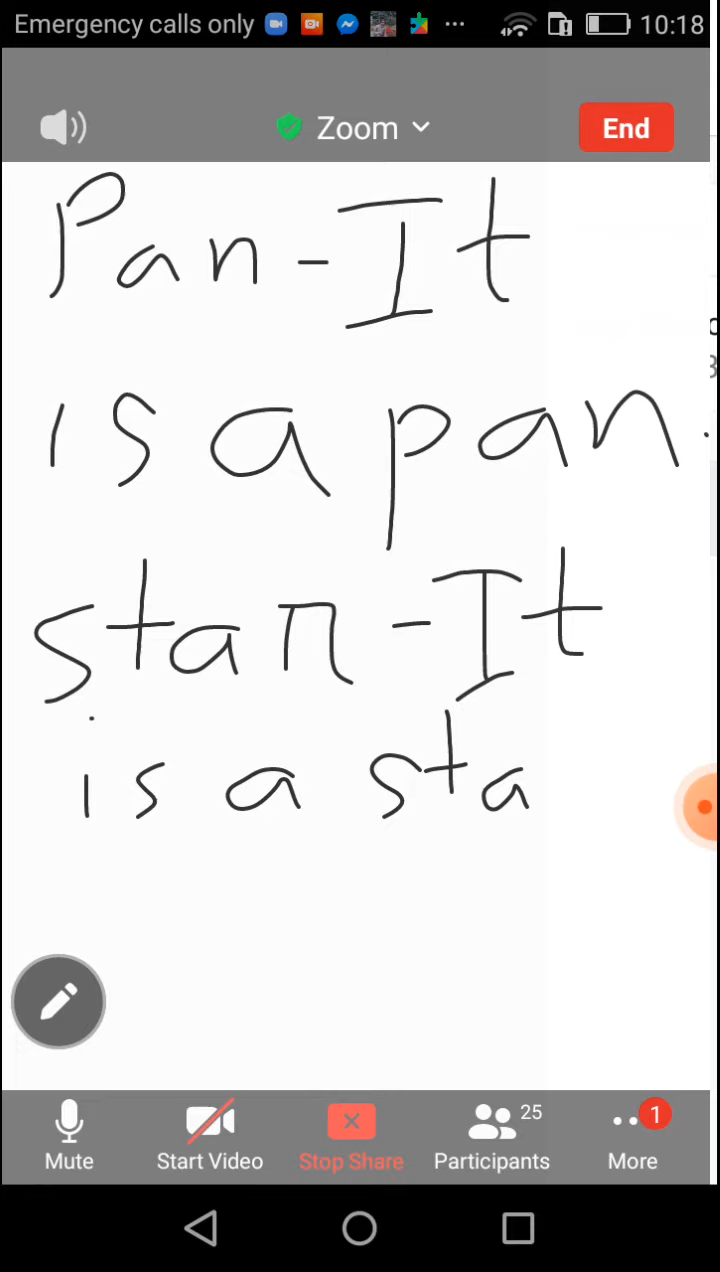 Emergency calls only 10:18
Zoom End
Pan - It
is a pan.
star - It
is a sta
Mute Start Video Stop Share Participants 25 More 1